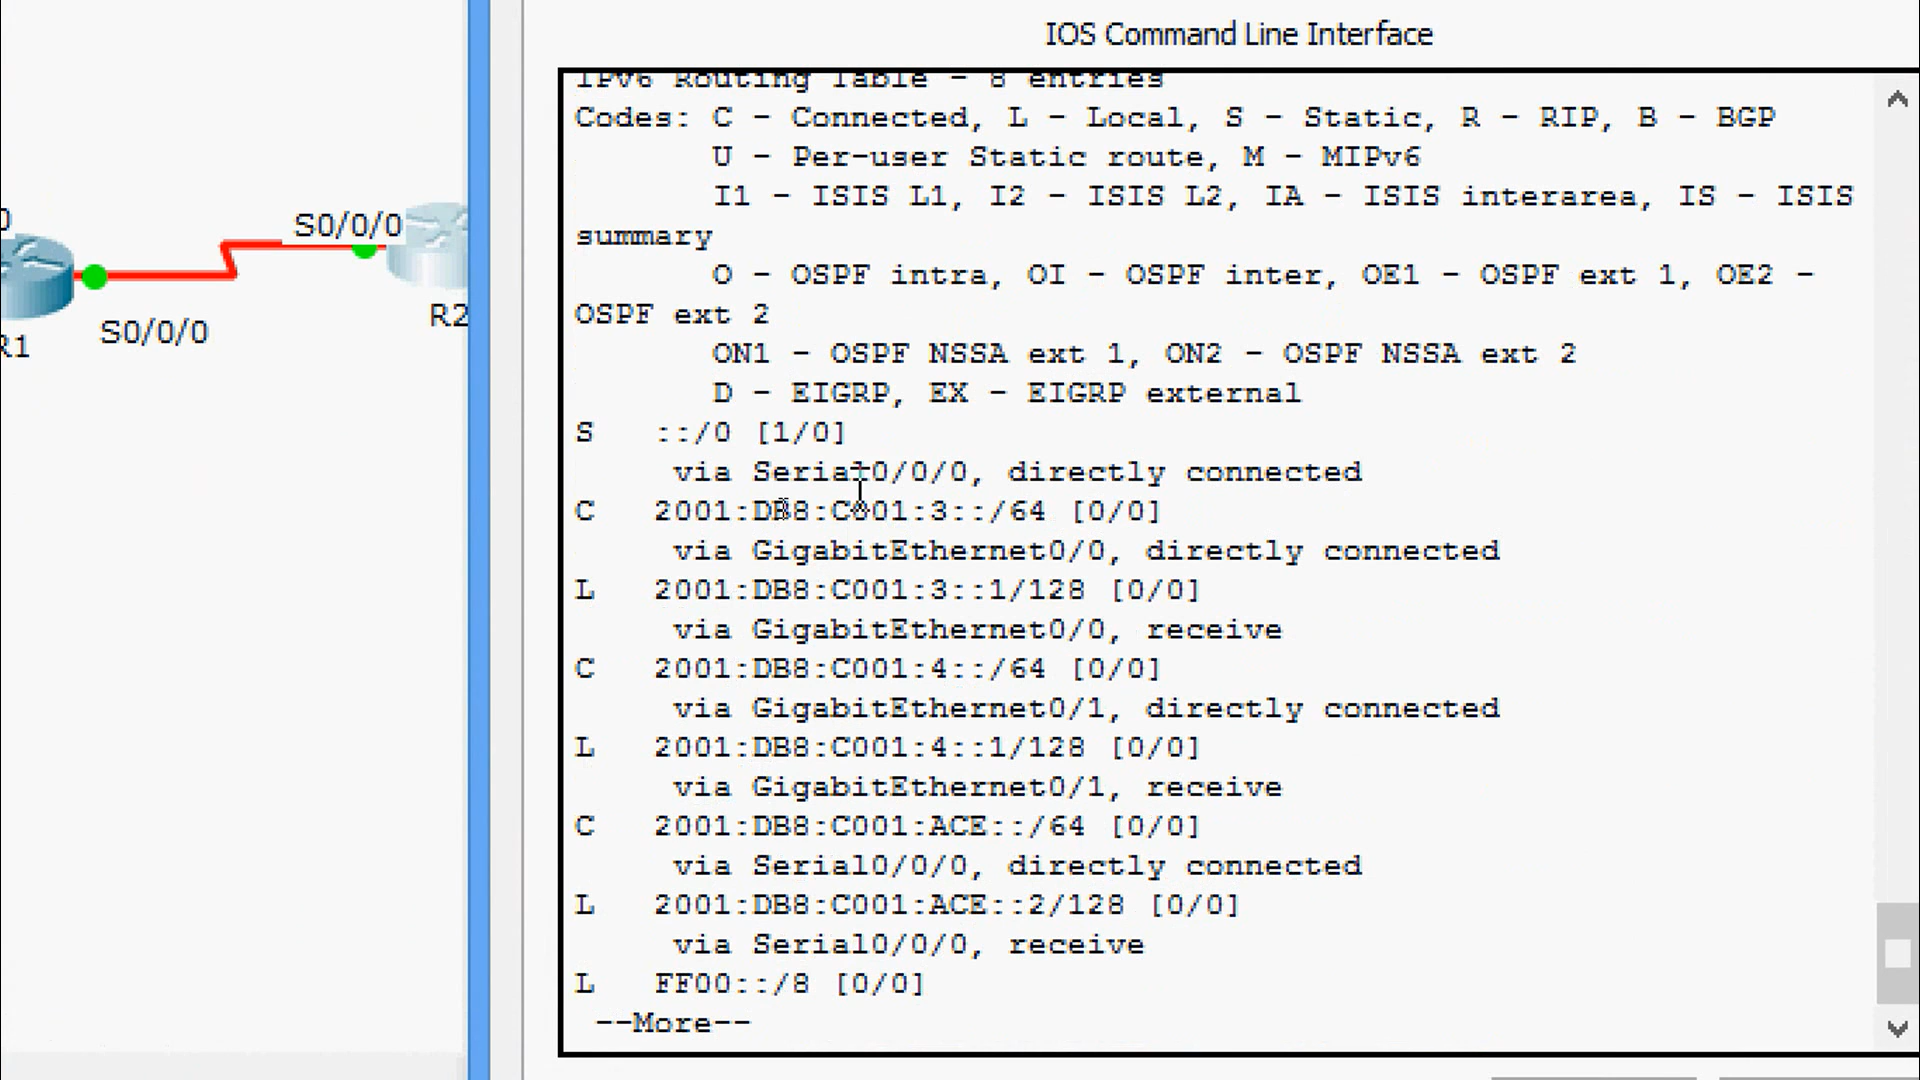 IOS Command Line Interface
IPv6 Routing Table - 8 entries
Codes: C - Connected, L - Local, S - Static, R - RIP, B - BGP
U - Per-user Static route, M - MIPv6
I1 - ISIS L1, I2 - ISIS L2, IA - ISIS interarea, IS - ISIS
summary
O - OSPF intra, OI - OSPF inter, OE1 - OSPF ext 1, OE2 -
OSPF ext 2
ON1 - OSPF NSSA ext 1, ON2 - OSPF NSSA ext 2
D - EIGRP, EX - EIGRP external
S ::/0 [1/0]
via Serial0/0/0, directly connected
C 2001:DB8:C001:3::/64 [0/0]
via GigabitEthernet0/0, directly connected
L 2001:DB8:C001:3::1/128 [0/0]
via GigabitEthernet0/0, receive
C 2001:DB8:C001:4::/64 [0/0]
via GigabitEthernet0/1, directly connected
L 2001:DB8:C001:4::1/128 [0/0]
via GigabitEthernet0/1, receive
C 2001:DB8:C001:ACE::/64 [0/0]
via Serial0/0/0, directly connected
L 2001:DB8:C001:ACE::2/128 [0/0]
via Serial0/0/0, receive
L FF00::/8 [0/0]
--More--
0
S0/0/0
R2
S0/0/0
R1